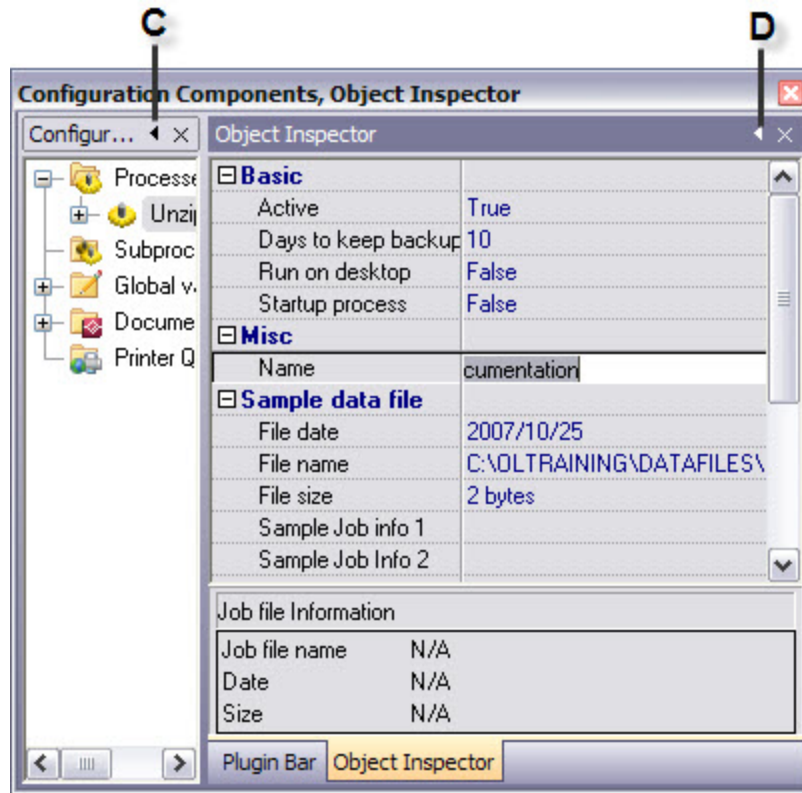 C D
Configuration Components, Object Inspector
Configur...
Processe
Unzip
Subproc
Global v
Docume
Printer Q
Object Inspector
Basic
Active True
Days to keep backup 10
Run on desktop False
Startup process False
Misc
Name cumentation
Sample data file
File date 2007/10/25
File name C:\OLTRAINING\DATAFILES\
File size 2 bytes
Sample Job info 1
Sample Job Info 2
Job file Information
Job file name N/A
Date N/A
Size N/A
Plugin Bar Object Inspector